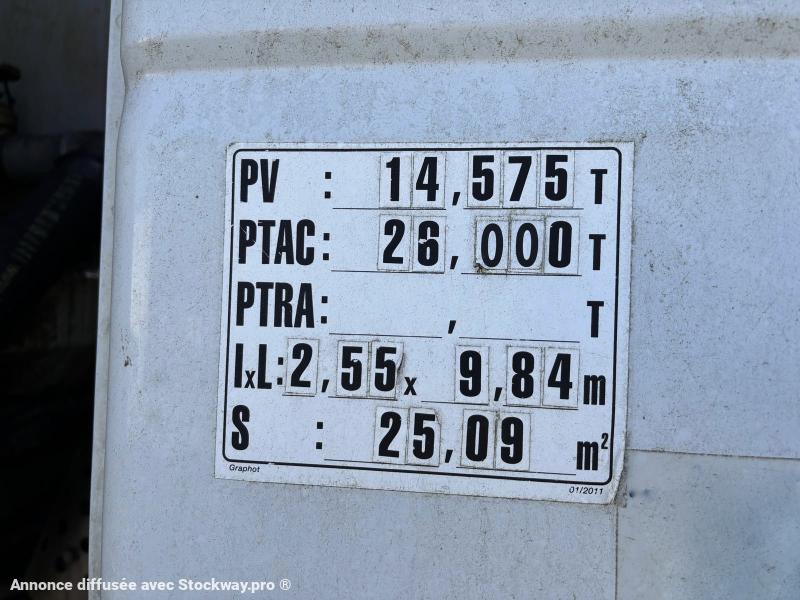 PV : 14,575 T
PTAC: 26,000 T
PTRA: , T
IxL: 2,55 x 9,84 m
S : 25,09 m²
Graphot 01/2011
Annonce diffusée avec Stockway.pro ®